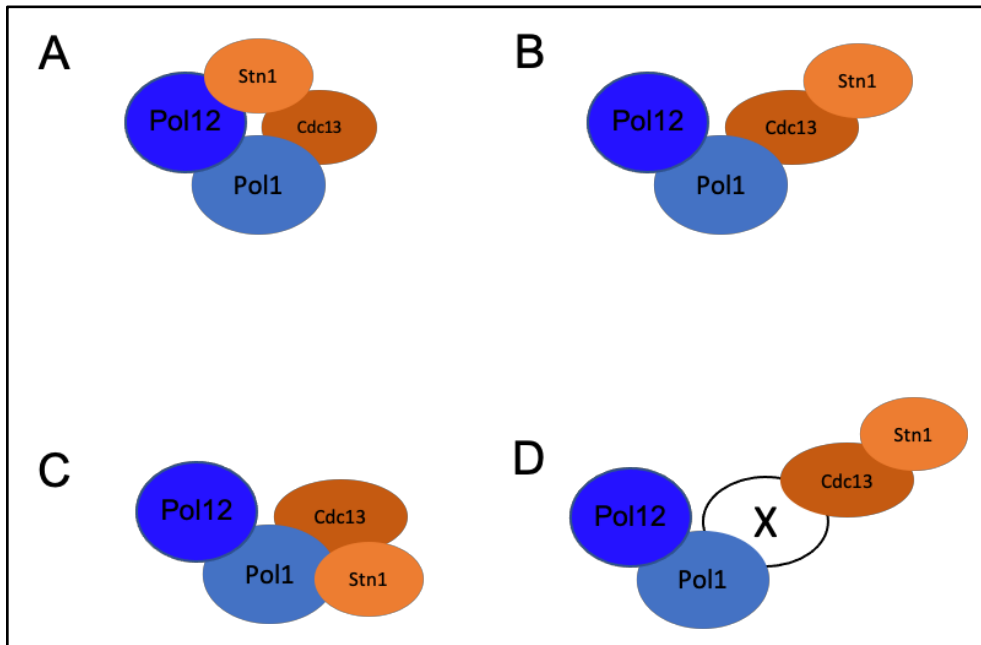 A
Stn1
Pol12
Cdc13
Pol1
B
Stn1
Pol12
Cdc13
Pol1
C
Pol12
Cdc13
Pol1
Stn1
D
Stn1
Cdc13
Pol12
X
Pol1